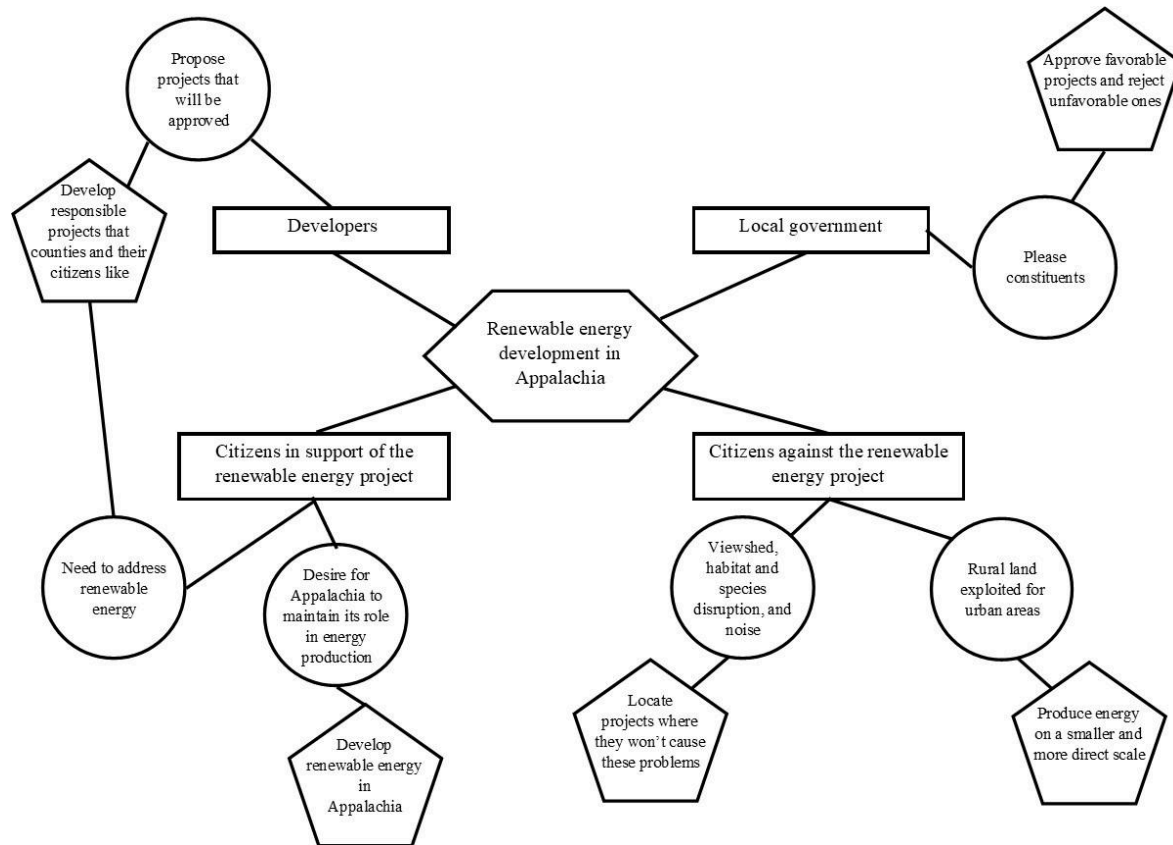 Propose
projects that
will be
approved
Approve favorable
projects and reject
unfavorable ones
Develop
responsible
projects that
counties and their
citizens like
Developers
Local government
Please
constituents
Renewable energy
development in
Appalachia
Citizens in support of the
renewable energy project
Citizens against the renewable
energy project
Need to address
renewable
energy
Desire for
Appalachia to
maintain its role
in energy
production
Viewshed,
habitat and
species
disruption, and
noise
Rural land
exploited for
urban areas
Develop
renewable energy
in
Appalachia
Locate
projects where
they won’t cause
these problems
Produce energy
on a smaller and
more direct scale